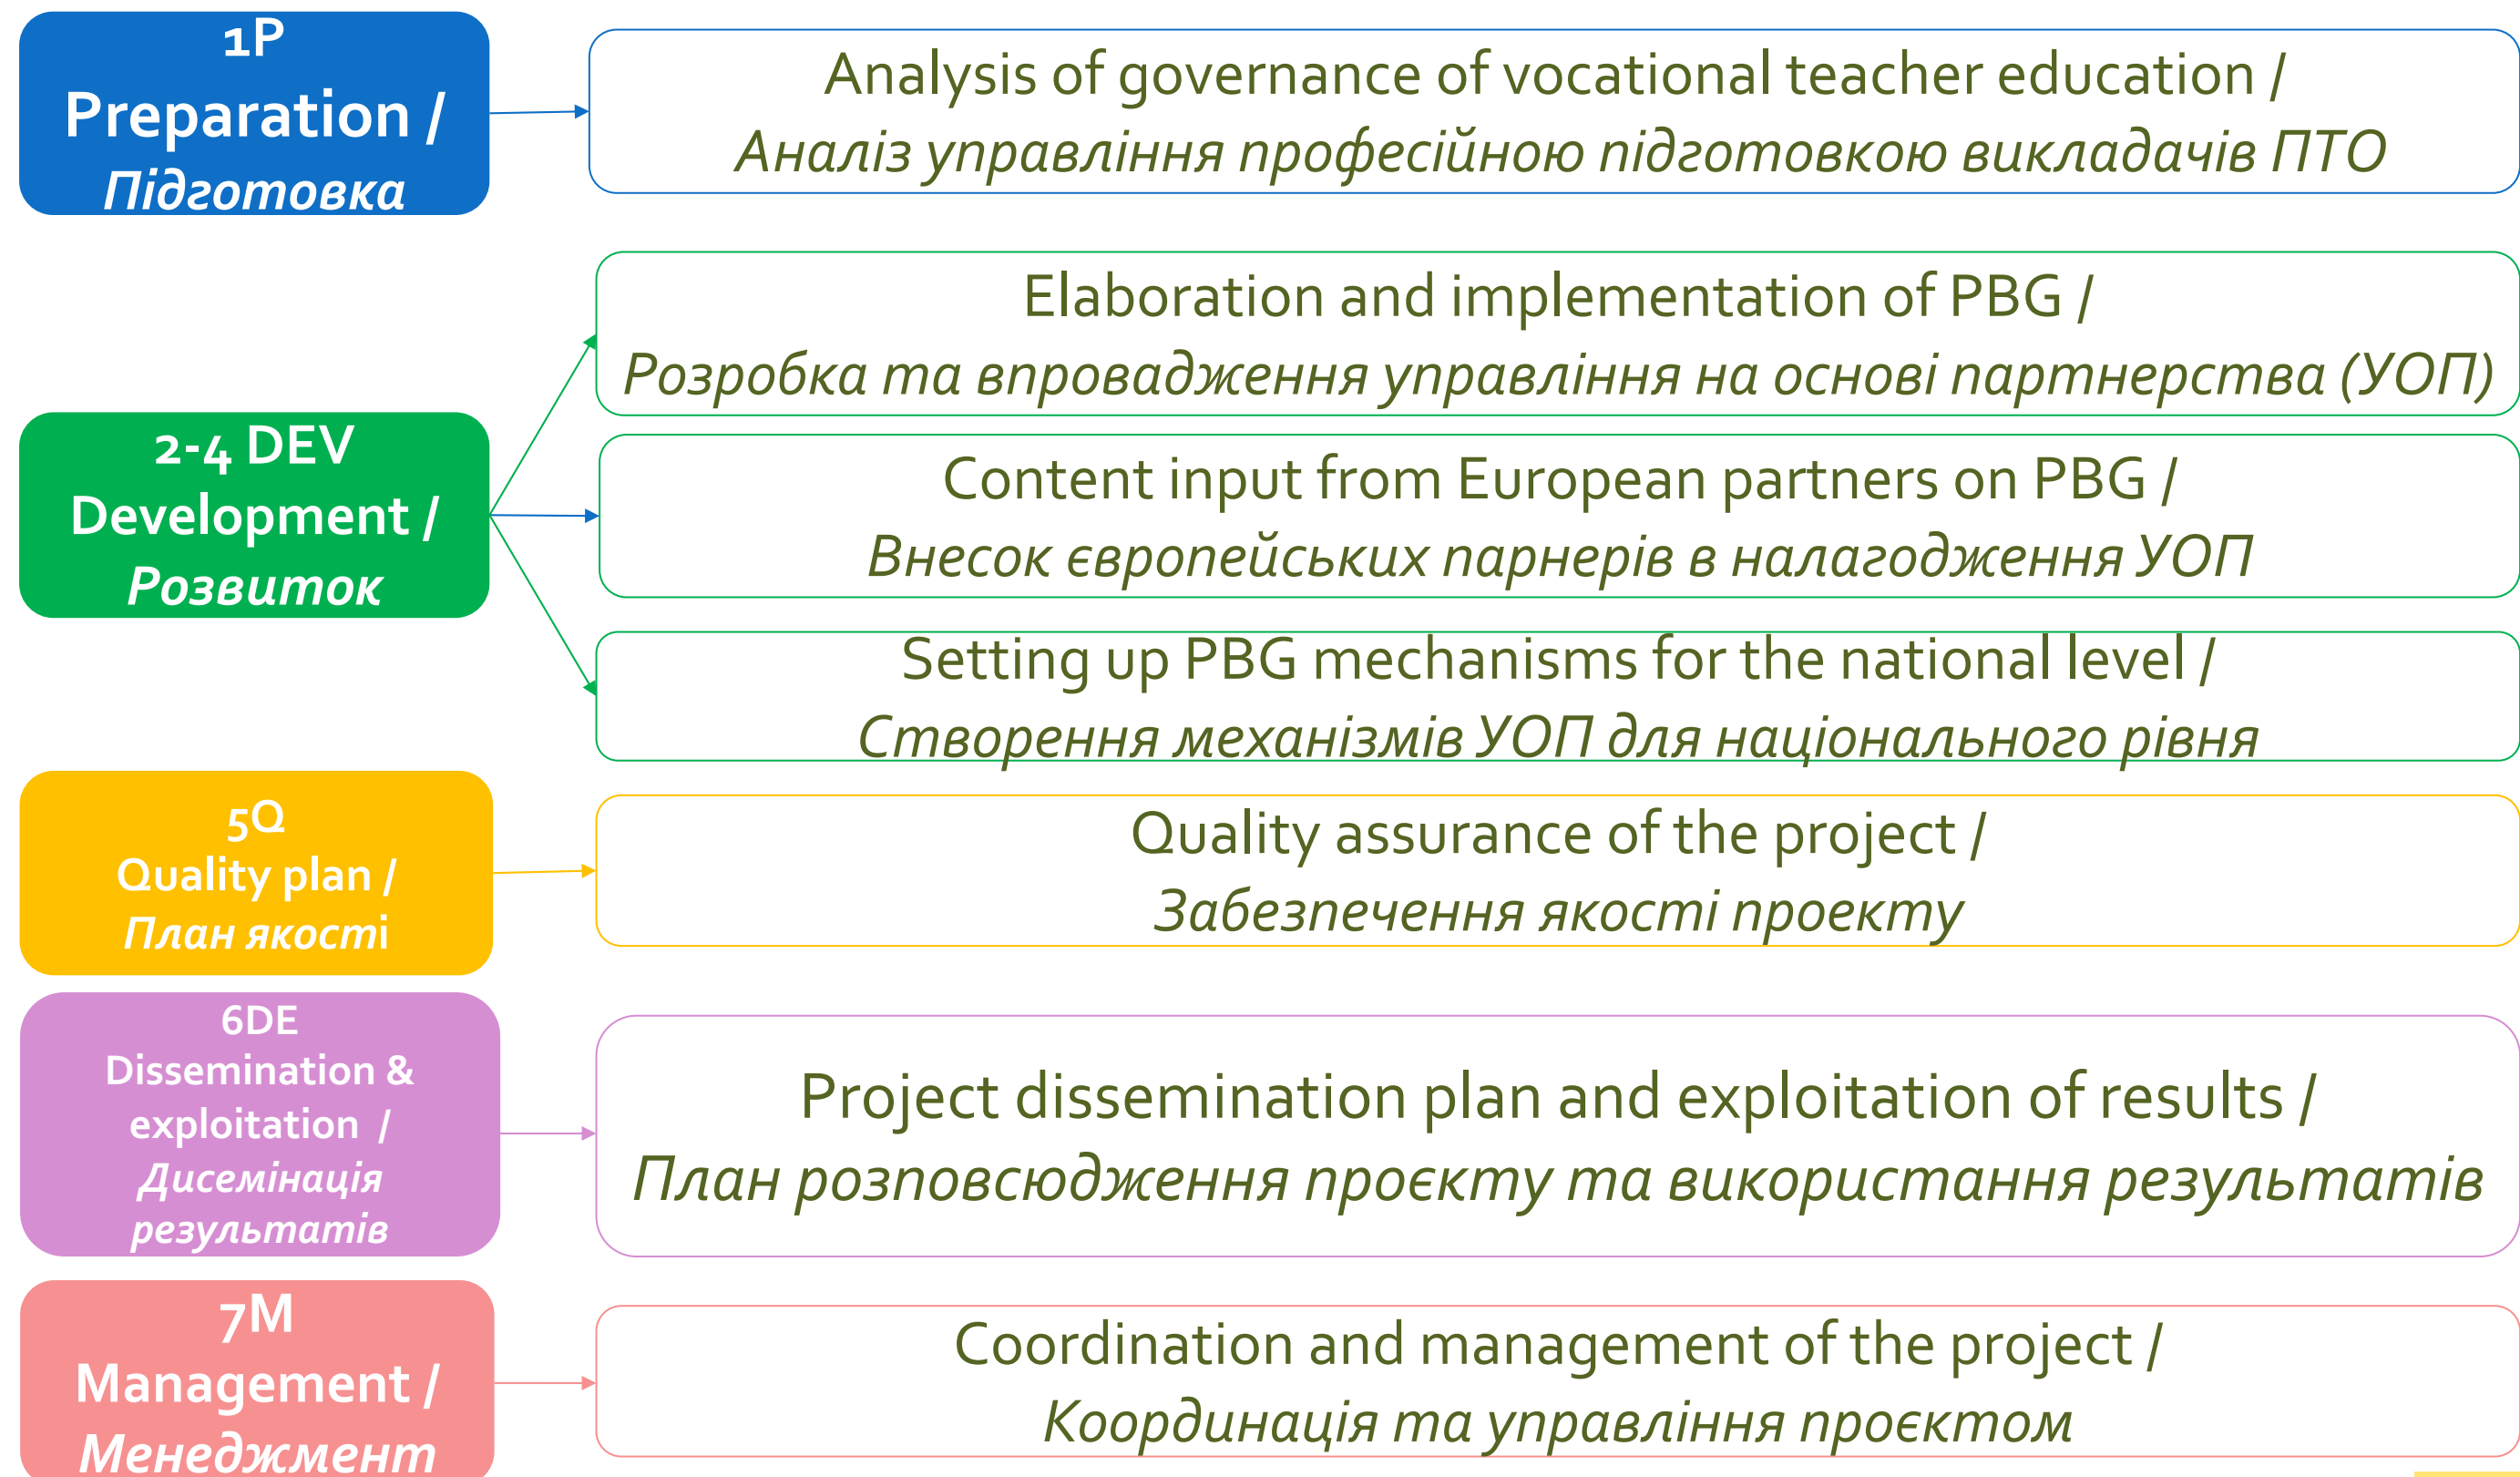 1P
Preparation /
Підготовка
Analysis of governance of vocational teacher education /
Аналіз управління професійною підготовкою викладачів ПТО
2-4 DEV
Development /
Розвиток
Elaboration and implementation of PBG /
Розробка та впровадження управління на основі партнерства (УОП)
Content input from European partners on PBG /
Внесок європейських парнерів в налагодження УОП
Setting up PBG mechanisms for the national level /
Створення механізмів УОП для національного рівня
5Q
Quality plan /
План якості
Quality assurance of the project /
Забезпечення якості проекту
6DE
Dissemination &
exploitation /
Дисемінація
результатів
Project dissemination plan and exploitation of results /
План розповсюдження проєкту та використання результатів
7M
Management /
Менеджмент
Coordination and management of the project /
Координація та управління проєктом